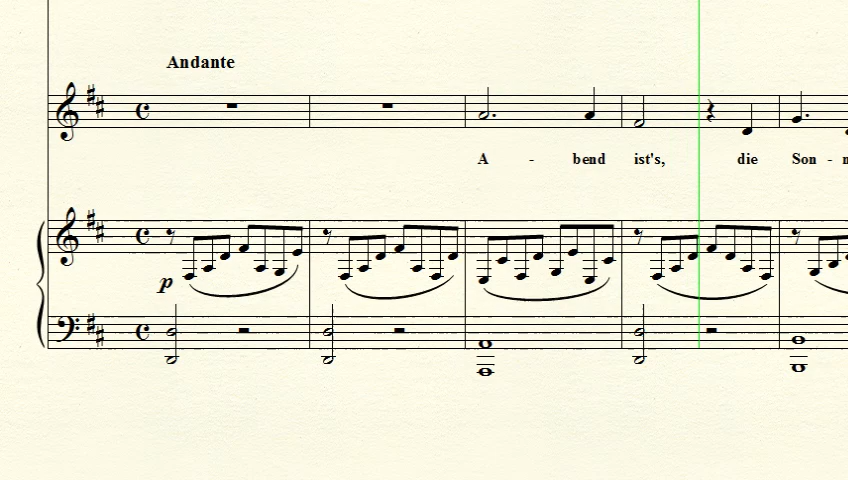 Andante
A - bend ist's, die Son -
p